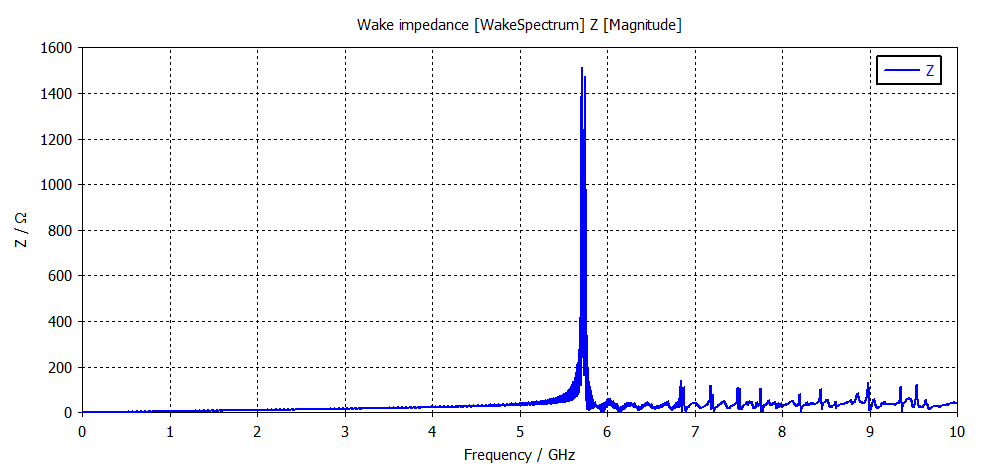 Wake impedance [WakeSpectrum] Z [Magnitude]
1600
1400
1200
1000
800
600
400
200
0
Z / Ω
Z
0 1 2 3 4 5 6 7 8 9 10
Frequency / GHz